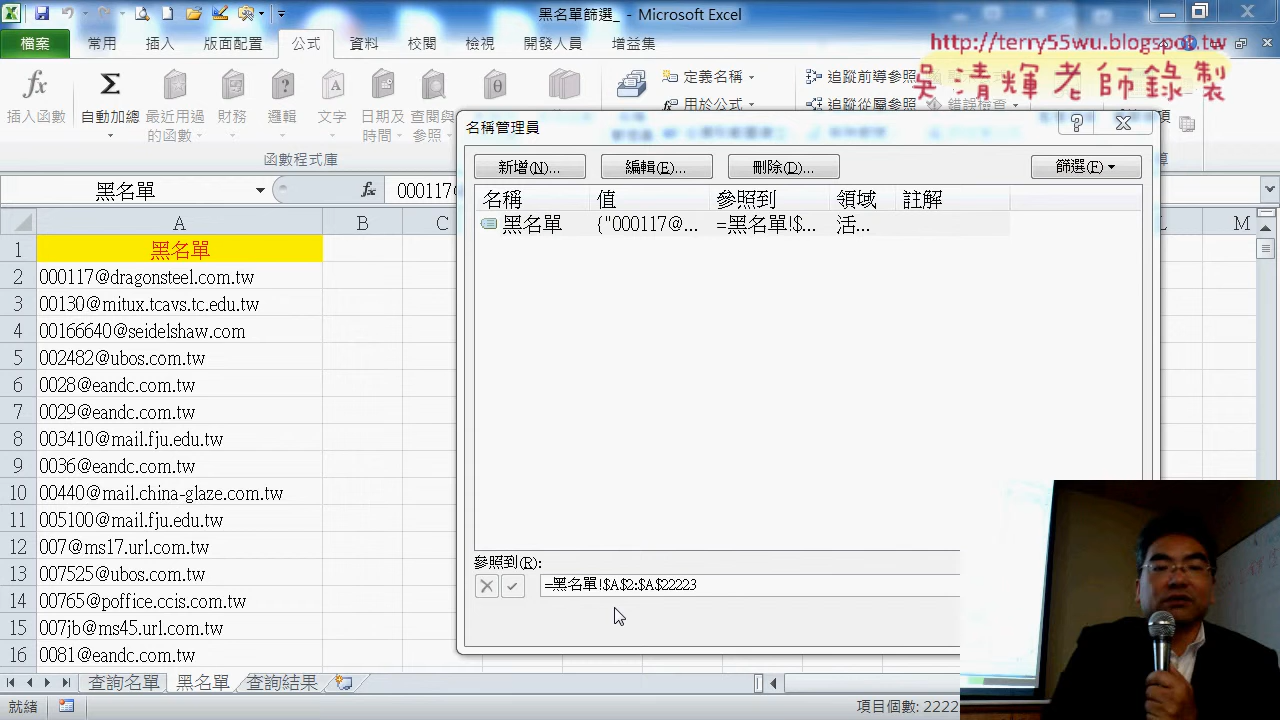 黑名單篩選_ - Microsoft Excel
檔案 常用 插入 版面配置 公式 資料 校閱 檢視 開發人員 增益集
http://terry55wu.blogspot.tw
吳清輝老師錄製
插入函數 自動加總 最近用過的函數 財務 邏輯 文字 日期及時間 查閱與參照
定義名稱 追蹤前導參照
用於公式 追蹤從屬參照 錯誤檢查
函數程式庫
名稱管理員
新增(N)... 編輯(E)... 刪除(D)... 篩選(F)
名稱 值 參照到 領域 註解
黑名單 {"000117@... =黑名單!$... 活...
參照到(R):
=黑名單!$A$2:$A$22223
黑名單 fx 000117
A B C L M
1 黑名單
2 000117@dragonsteel.com.tw
3 00130@mitux.tcavs.tc.edu.tw
4 00166640@seidelshaw.com
5 002482@ubos.com.tw
6 0028@eandc.com.tw
7 0029@eandc.com.tw
8 003410@mail.fju.edu.tw
9 0036@eandc.com.tw
10 00440@mail.china-glaze.com.tw
11 005100@mail.fju.edu.tw
12 007@ms17.url.com.tw
13 007525@ubos.com.tw
14 00765@poffice.ccis.com.tw
15 007jb@ms45.url.com.tw
16 0081@eandc.com.tw
查詢名單 黑名單 查詢結果
就緒 項目個數: 2222